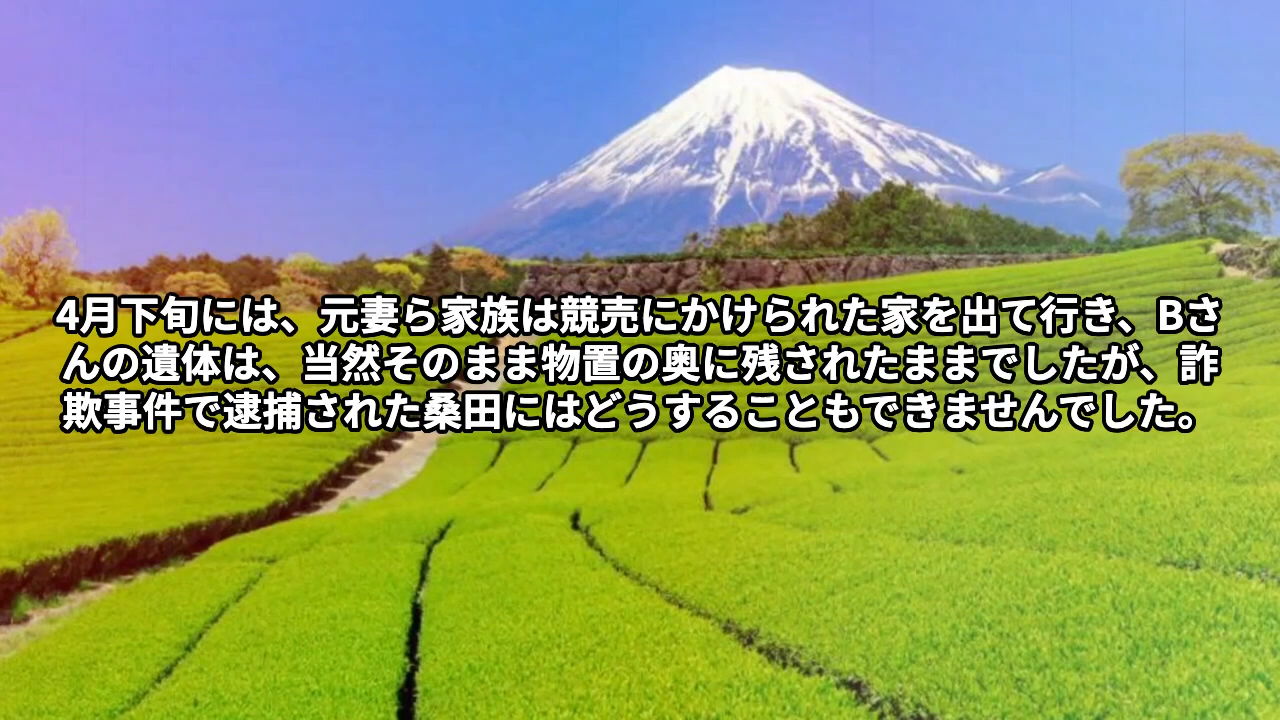 4月下旬には、元妻ら家族は競売にかけられた家を出て行き、Bさ
んの遺体は、当然そのまま物置の奥に残されたままでしたが、詐
欺事件で逮捕された桑田にはどうすることもできませんでした。